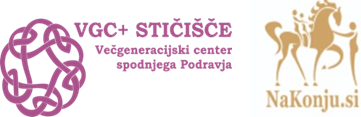 VGC+ STIČIŠČE
Večgeneracijski center
spodnjega Podravja
NaKonju.si